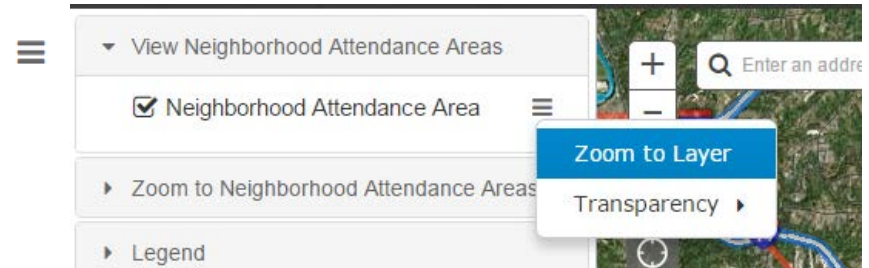 View Neighborhood Attendance Areas
Neighborhood Attendance Area
Enter an addre
Zoom to Layer
Transparency
Zoom to Neighborhood Attendance Areas
Legend